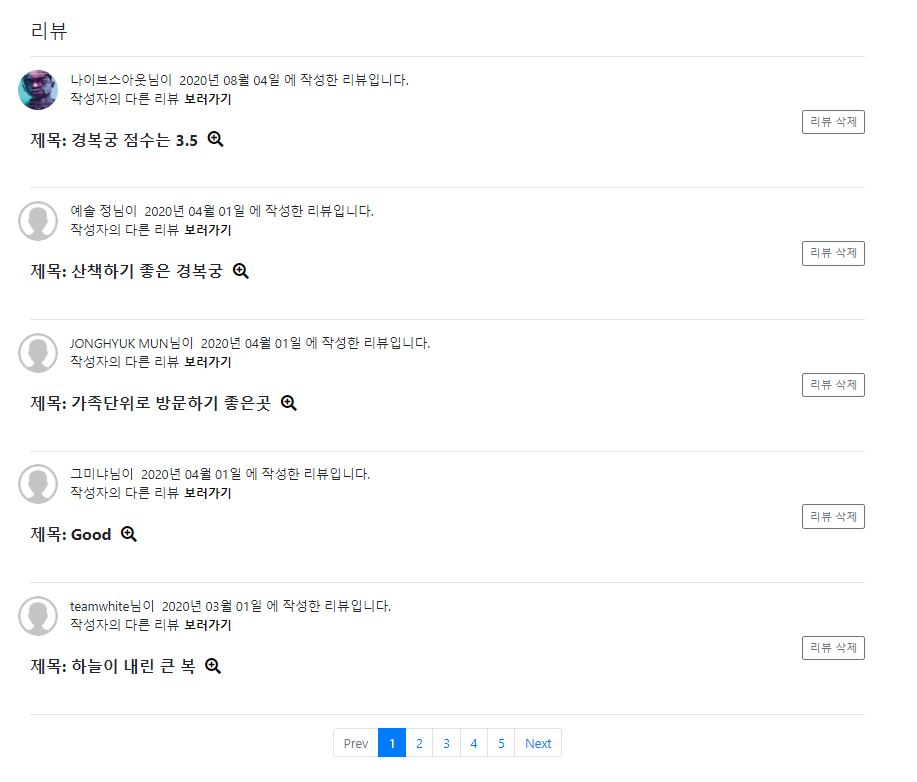 리뷰
나이브스아웃님이 2020년 08월 04일 에 작성한 리뷰입니다.
작성자의 다른 리뷰 보러가기
리뷰 삭제
제목: 경복궁 점수는 3.5
예솔 정님이 2020년 04월 01일 에 작성한 리뷰입니다.
작성자의 다른 리뷰 보러가기
리뷰 삭제
제목: 산책하기 좋은 경복궁
JONGHYUK MUN님이 2020년 04월 01일 에 작성한 리뷰입니다.
작성자의 다른 리뷰 보러가기
리뷰 삭제
제목: 가족단위로 방문하기 좋은곳
그미냐님이 2020년 04월 01일 에 작성한 리뷰입니다.
작성자의 다른 리뷰 보러가기
리뷰 삭제
제목: Good
teamwhite님이 2020년 03월 01일 에 작성한 리뷰입니다.
작성자의 다른 리뷰 보러가기
리뷰 삭제
제목: 하늘이 내린 큰 복
Prev 1 2 3 4 5 Next